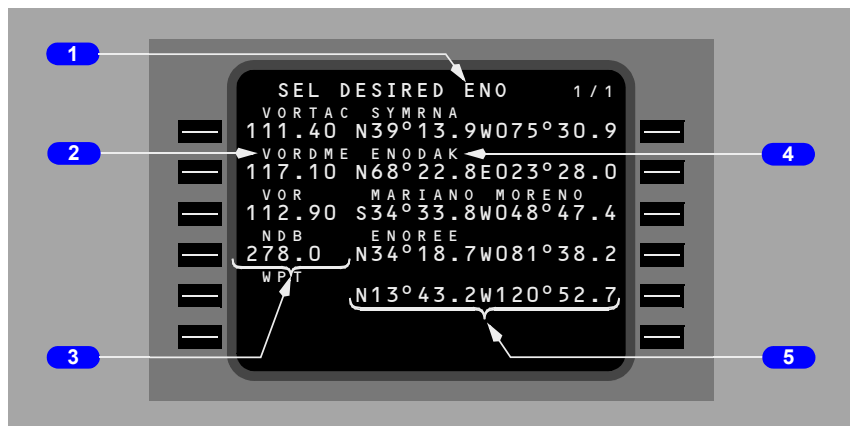 1
SEL DESIRED ENO 1/1
VORTAC SYMRNA
111.40 N39°13.9W075°30.9
2 VORDME ENODAK 4
117.10 N68°22.8E023°28.0
VOR MARIANO MORENO
112.90 S34°33.8W048°47.4
NDB ENOREE
278.0 N34°18.7W081°38.2
WPT
N13°43.2W120°52.7
3 5